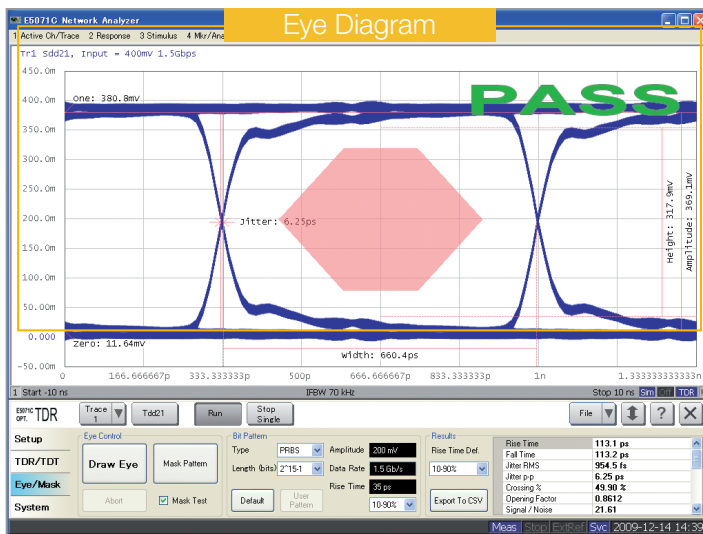 E5071C Network Analyzer
Eye Diagram
1 Active Ch/Trace 2 Response 3 Stimulus 4 Mkr/Ana
Tr1 Sdd21, Input = 400mV 1.5Gbps
450.0m
400.0m
350.0m
300.0m
250.0m
200.0m
150.0m
100.0m
50.00m
0.000
-50.00m
One: 380.8mV
PASS
Jitter: 6.25ps
Height: 317.9mV
Amplitude: 369.1mV
Zero: 11.64mV
Width: 660.4ps
0 166.666667p 333.333333p 500p 666.666667p 833.333333p 1n 1.33333333333n
1 Start -10 ns IFBW 70 kHz Stop 10 ns Sim Off TDR
E5071C OPT. TDR
Trace 1
Tdd21
Run
Stop Single
File
?
Setup
TDR/TDT
Eye/Mask
System
Eye Control
Draw Eye
Mask Pattern
Abort
Mask Test
Bit Pattern
Type PRBS
Length (bits) 2^15-1
Default
User Pattern
Amplitude 200 mV
Data Rate 1.5 Gb/s
Rise Time 35 ps
10-90%
Results
Rise Time Def.
10-90%
Export To CSV
Rise Time 113.1 ps
Fall Time 113.2 ps
Jitter RMS 954.5 fs
Jitter p-p 6.25 ps
Crossing % 49.90 %
Opening Factor 0.8612
Signal / Noise 21.61
Meas Stop ExtRef Svc 2009-12-14 14:39